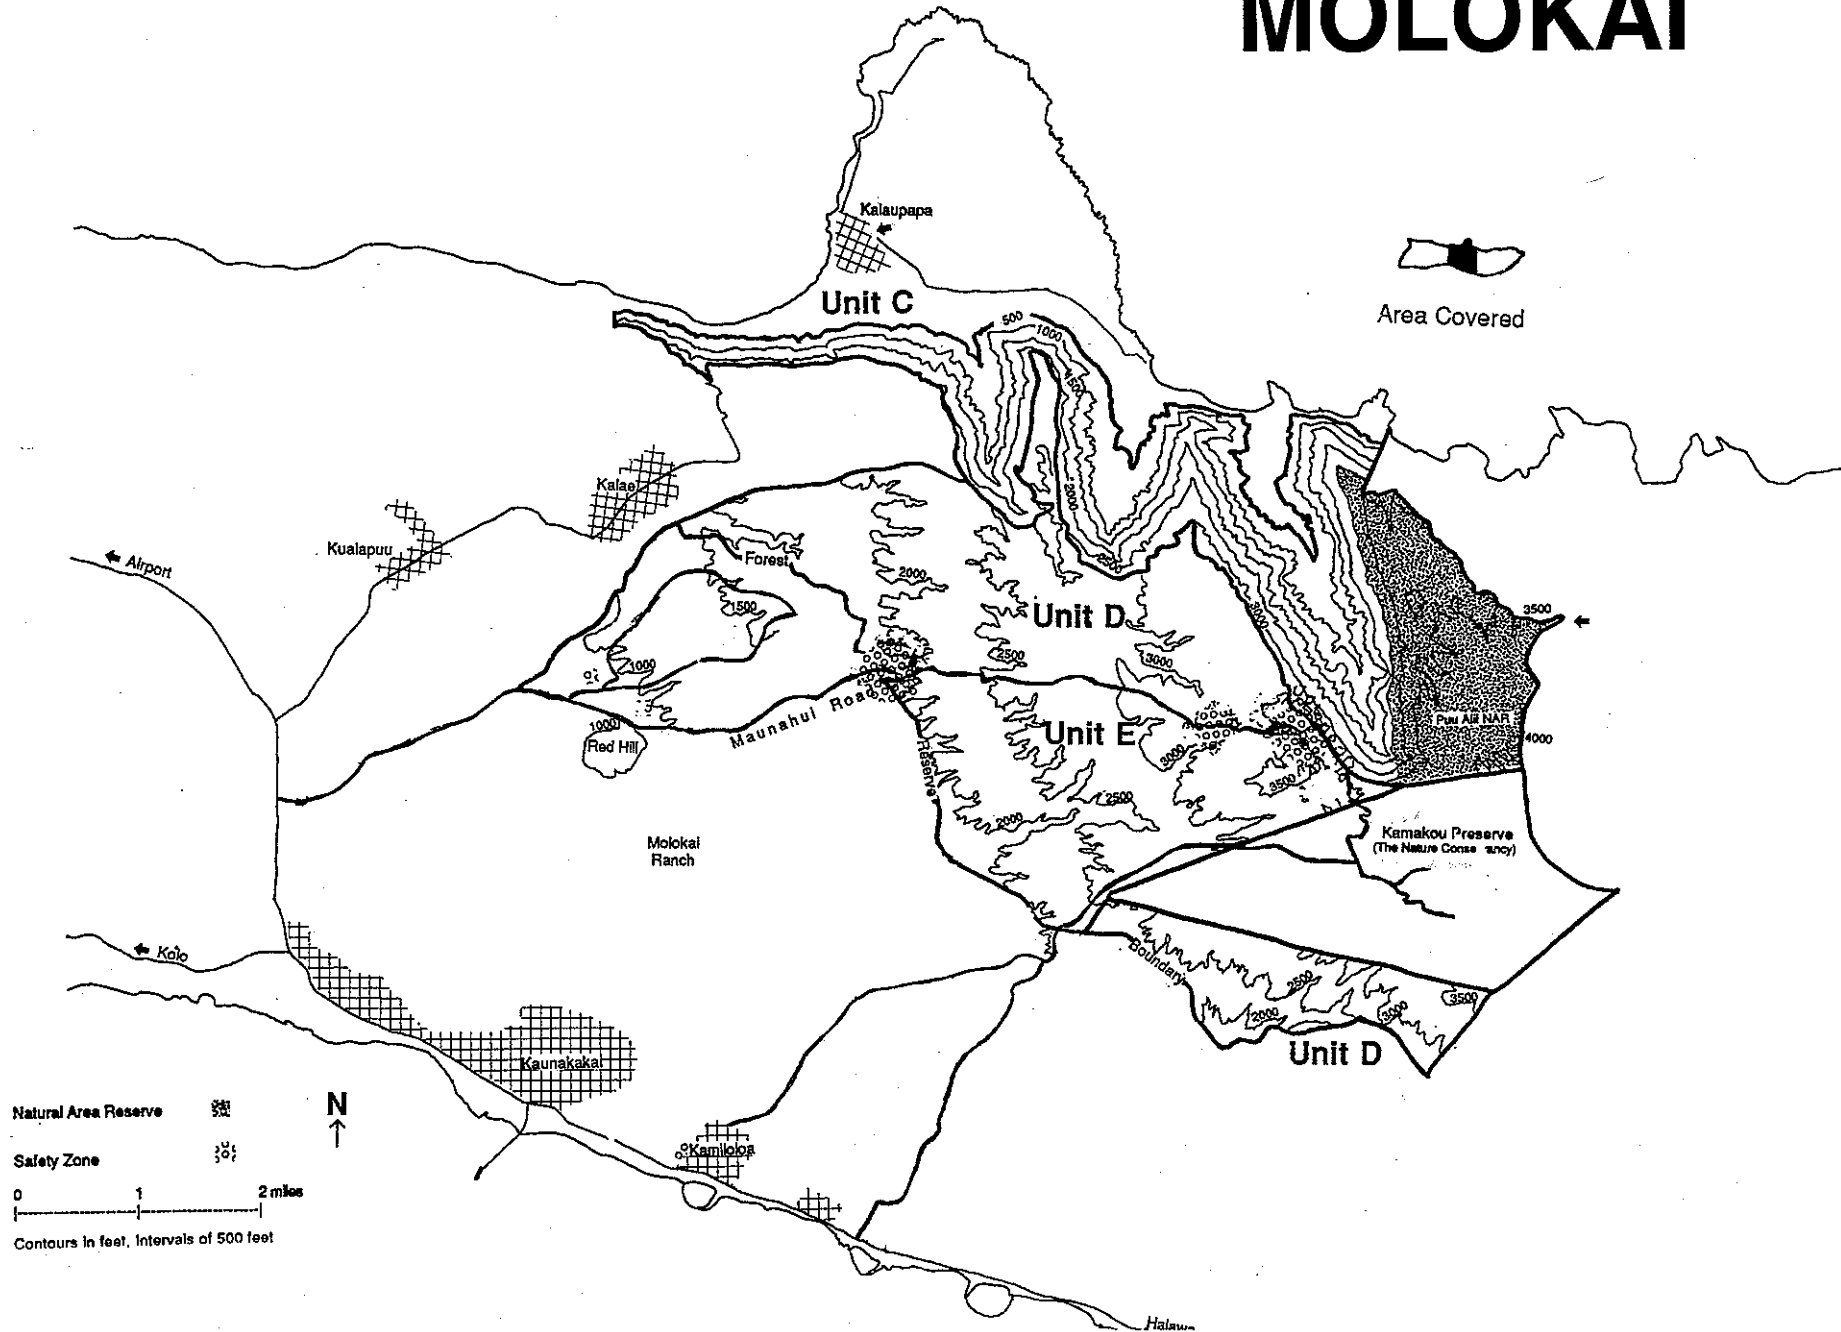 MOLOKAI
Kalaupapa
Unit C
Area Covered
500
1000
1500
2000
2500
3000
Kalae
Kualapuu
Airport
Forest
2000
1500
Unit D
3500
2500
3000
1000
Puu Alii NAR
4000
1000
Red Hill
Maunahui Road
Unit E
Reserve
3000
3500
2500
2000
Molokai
Ranch
Kamakou Preserve
Kolo
Boundary
2500
3500
3000
2000
Unit D
Kaunakakai
Natural Area Reserve
Safety Zone
N
0 1 2 miles
Contours in feet, intervals of 500 feet
Kamiloloa
Halawa